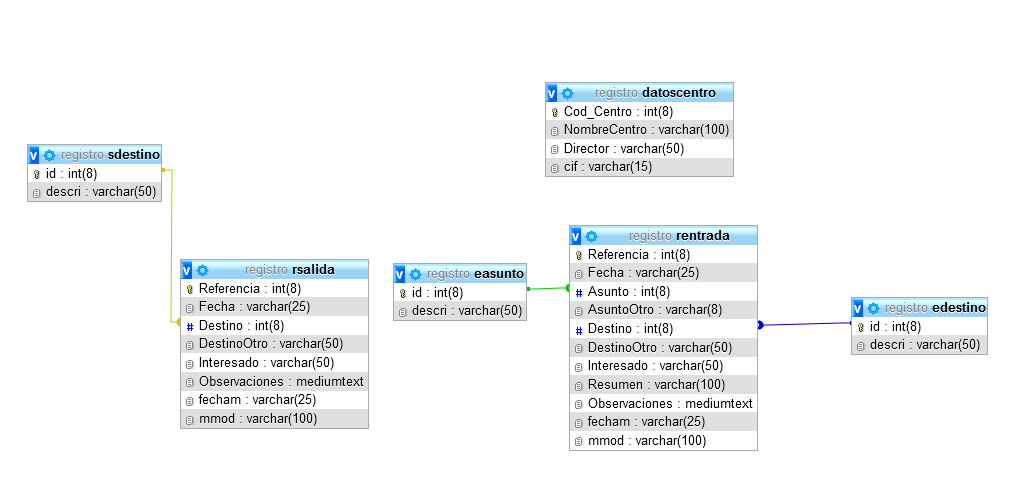 registro datoscentro
Cod_Centro : int(8)
NombreCentro : varchar(100)
Director : varchar(50)
cif : varchar(15)
registro sdestino
id : int(8)
descri : varchar(50)
registro rsalida
Referencia : int(8)
Fecha : varchar(25)
Destino : int(8)
DestinoOtro : varchar(50)
Interesado : varchar(50)
Observaciones : mediumtext
fecham : varchar(25)
mmod : varchar(100)
registro easunto
id : int(8)
descri : varchar(50)
registro rentrada
Referencia : int(8)
Fecha : varchar(25)
Asunto : int(8)
AsuntoOtro : varchar(8)
Destino : int(8)
DestinoOtro : varchar(50)
Interesado : varchar(50)
Resumen : varchar(100)
Observaciones : mediumtext
fecham : varchar(25)
mmod : varchar(100)
registro edestino
id : int(8)
descri : varchar(50)